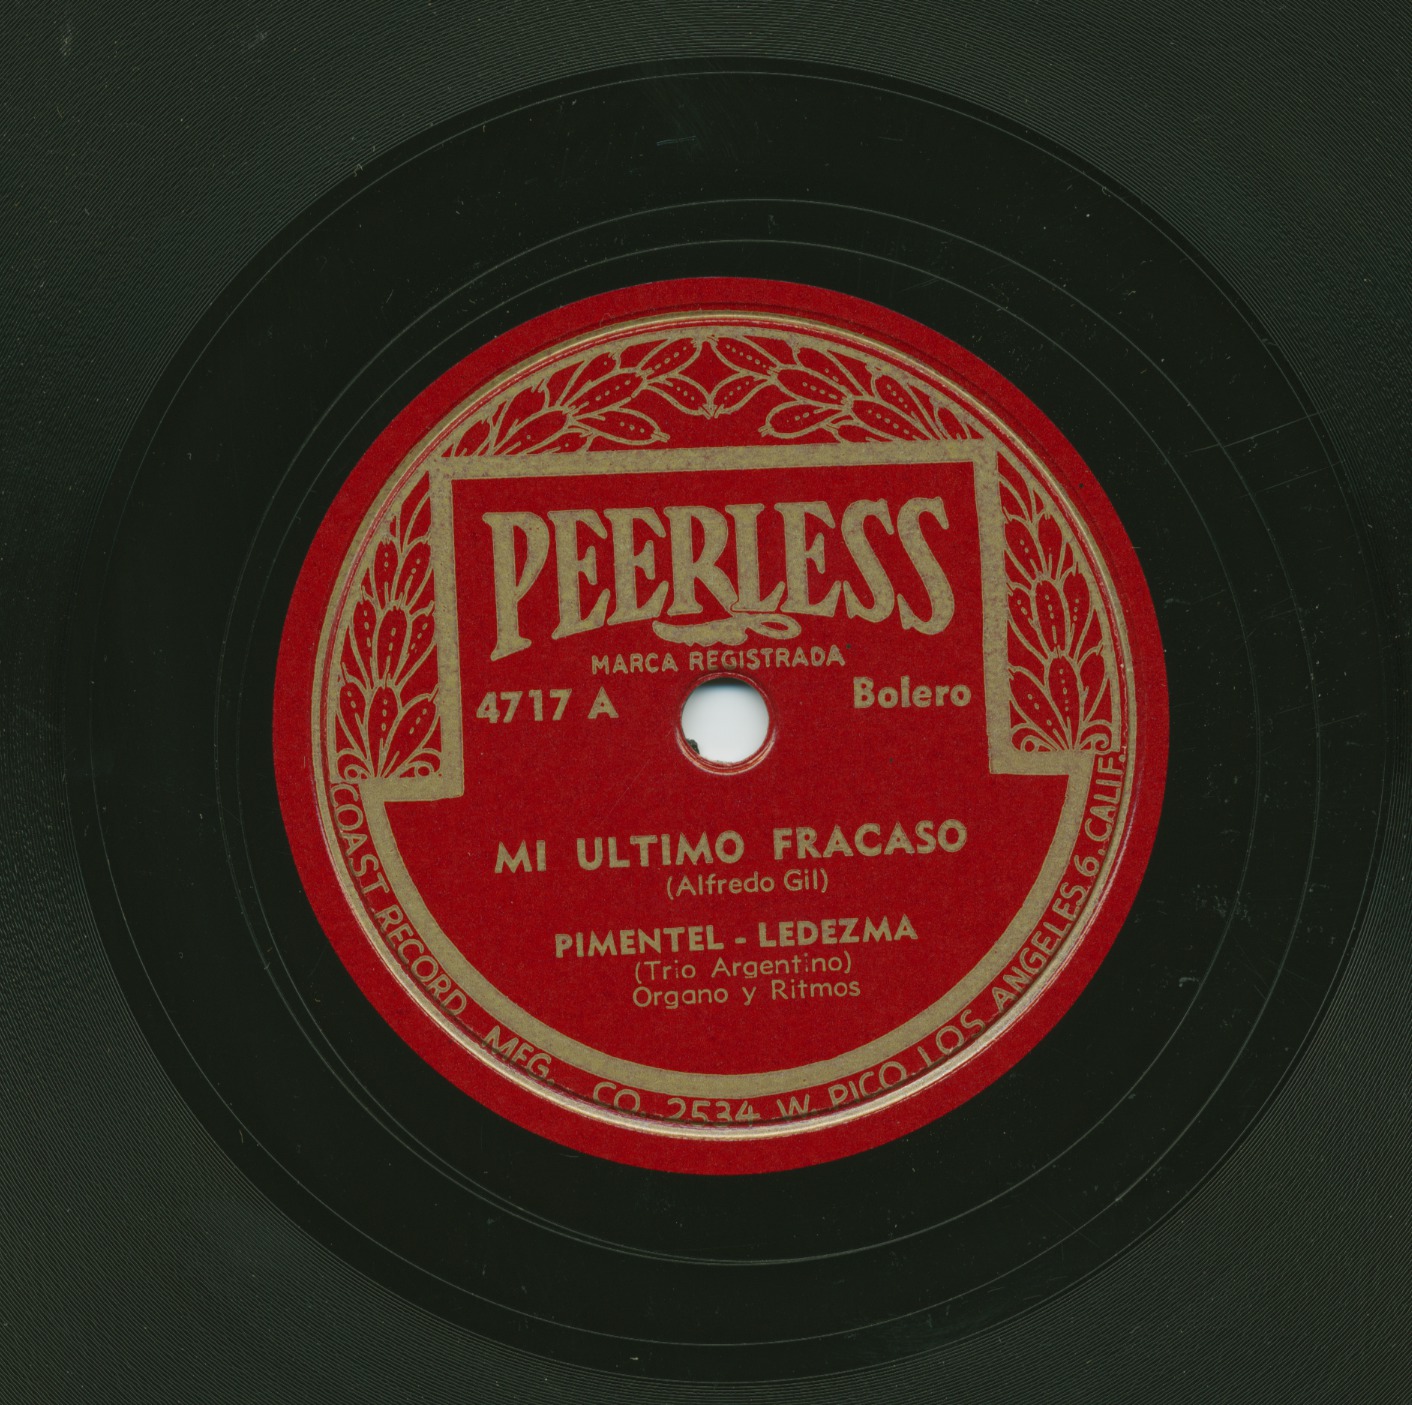 PEERLESS
MARCA REGISTRADA
4717 A Bolero
MI ULTIMO FRACASO
(Alfredo Gil)
PIMENTEL - LEDEZMA
(Trio Argentino)
Organo y Ritmos
COAST RECORD MFG. CO. 2534 W. PICO. LOS ANGELES 6, CALIF.